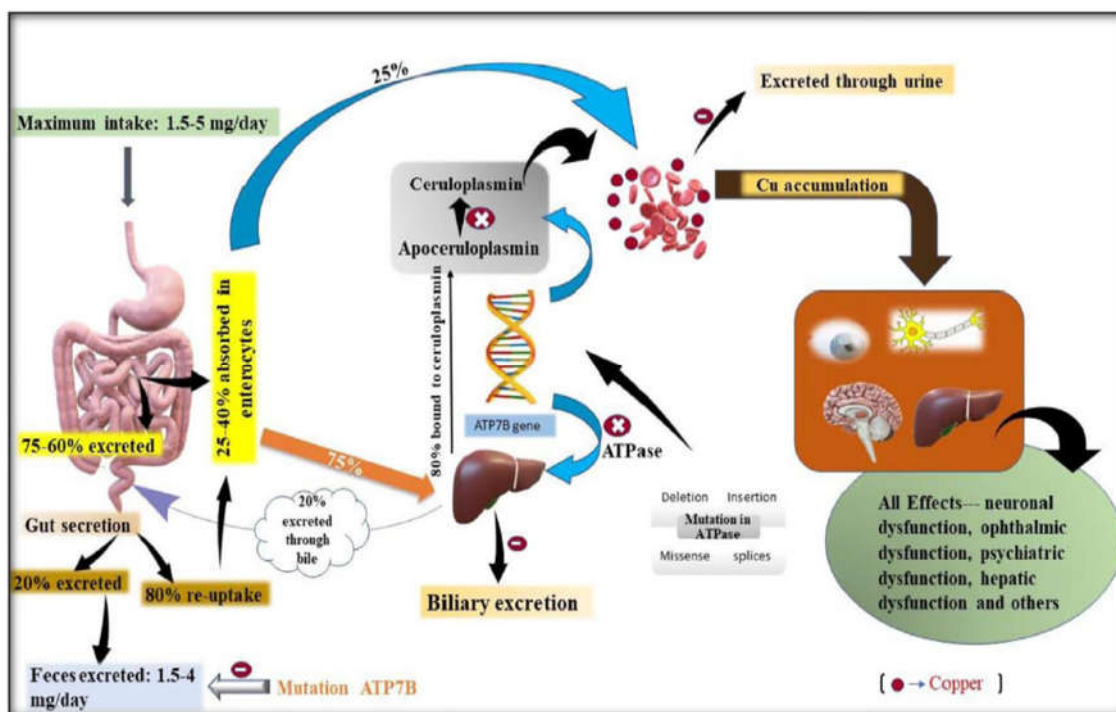 25%
Excreted through urine
Maximum intake: 1.5-5 mg/day
Ceruloplasmin
Apoceruloplasmin
Cu accumulation
80% bound to ceruloplasmin
25-40% absorbed in
enterocytes
75-60% excreted
ATP7B gene
ATPase
75%
20%
excreted
through
bile
Gut secretion
20% excreted
80% re-uptake
Biliary excretion
Deletion Insertion
Mutation in
ATPase
Missense splices
All Effects--- neuronal
dysfunction, ophthalmic
dysfunction, psychiatric
dysfunction, hepatic
dysfunction and others
Feces excreted: 1.5-4
mg/day
Mutation ATP7B
[ → Copper ]